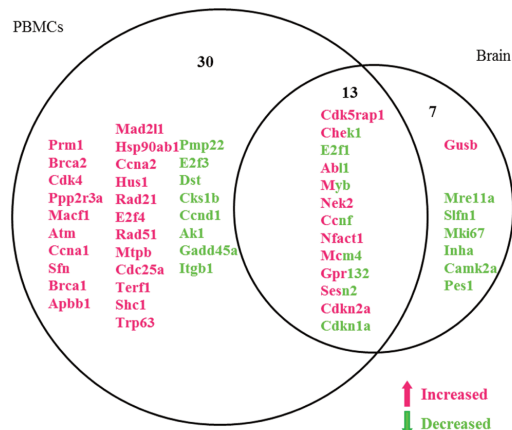 PBMCs
30
Brain
13
7
Prm1
Brca2
Cdk4
Ppp2r3a
Macf1
Atm
Ccna1
Sfn
Brca1
Apbb1
Mad2l1
Hsp90ab1
Ccna2
Hus1
Rad21
E2f4
Rad51
Mtpb
Cdc25a
Terf1
Shc1
Trp63
Pmp22
E2f3
Dst
Cks1b
Ccnd1
Ak1
Gadd45a
Itgb1
Cdk5rap1
Chek1
E2f1
Abl1
Myb
Nek2
Ccnf
Nfact1
Mcm4
Gpr132
Sesn2
Cdkn2a
Cdkn1a
Gusb
Mre11a
Slfn1
Mki67
Inha
Camk2a
Pes1
Increased
Decreased